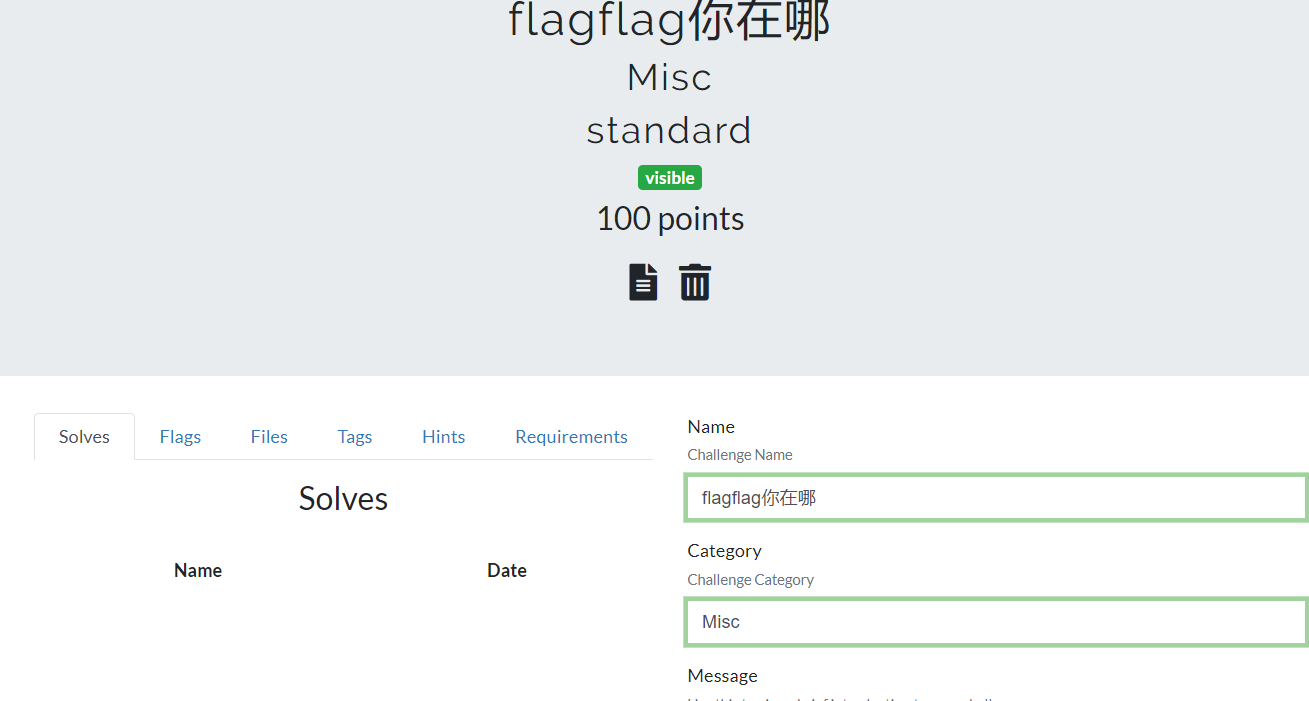 flagflag你在哪
Misc
standard
visible
100 points
Solves Flags Files Tags Hints Requirements
Solves
Name Date
Name
Challenge Name
flagflag你在哪
Category
Challenge Category
Misc
Message